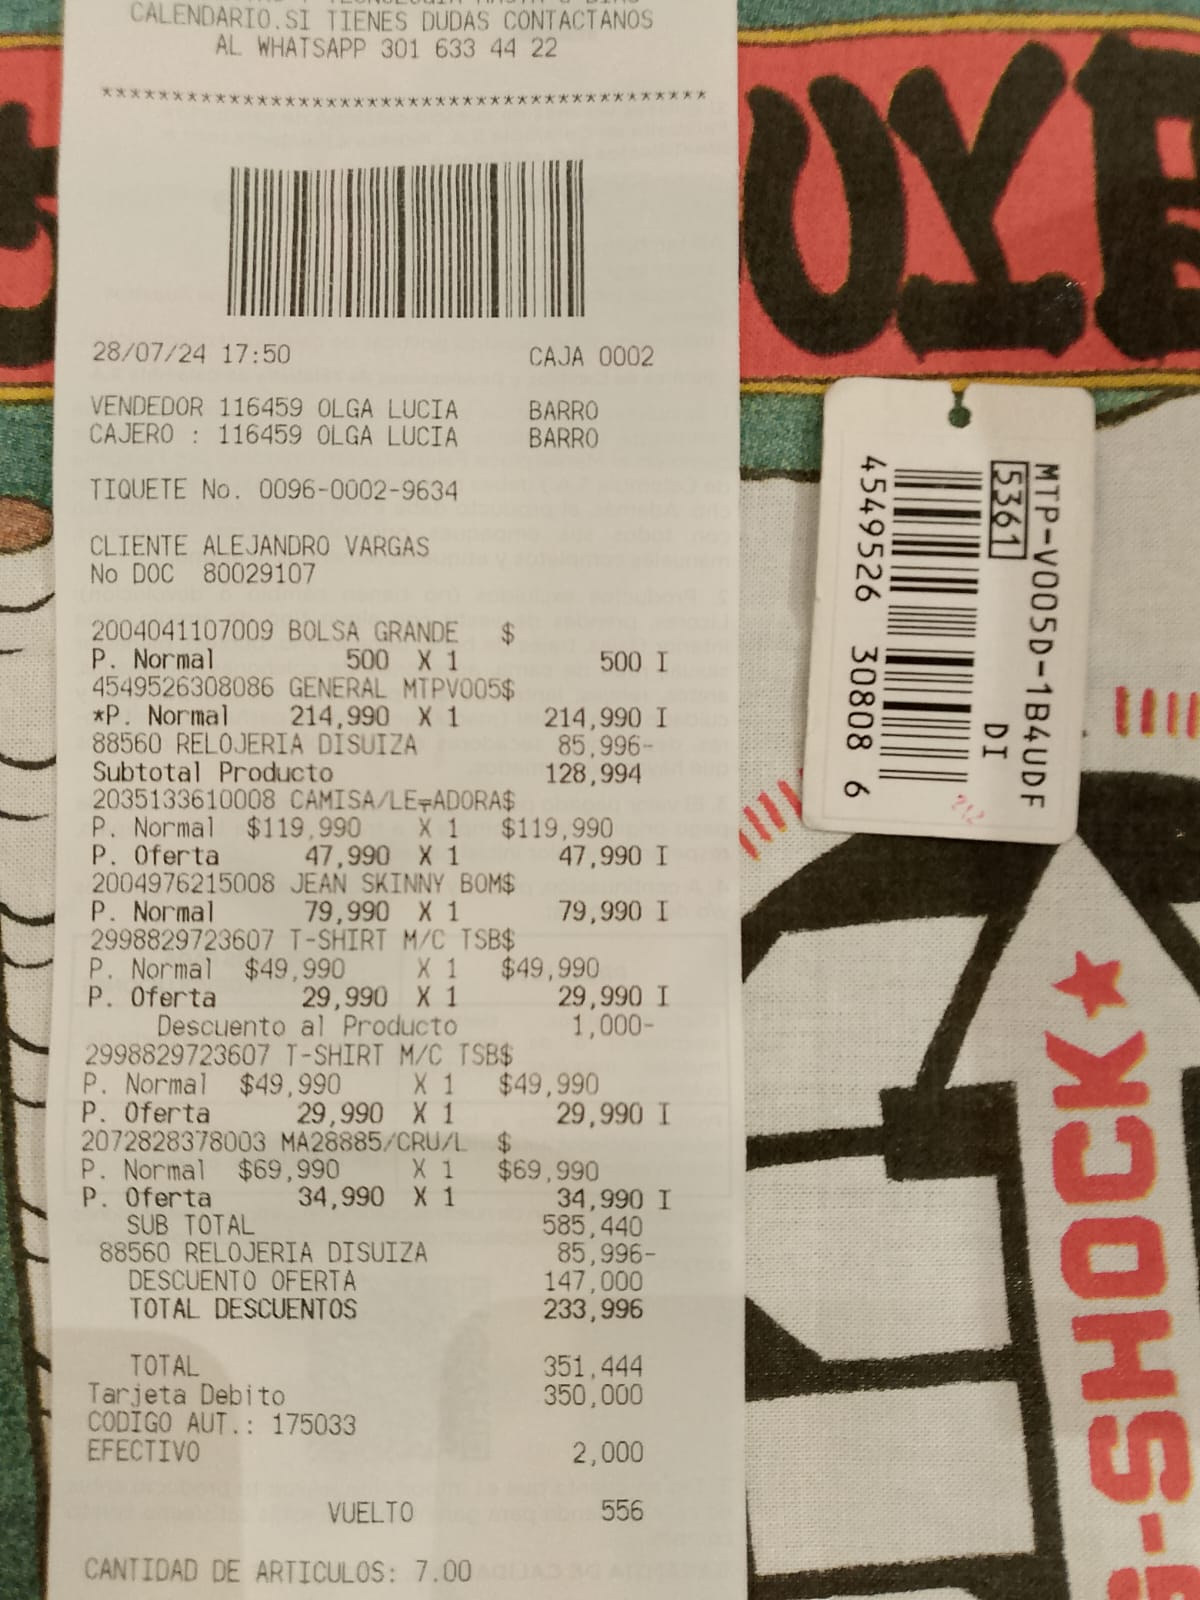 CALENDARIO.SI TIENES DUDAS CONTACTANOS
AL WHATSAPP 301 633 44 22
*******************************************
28/07/24 17:50 CAJA 0002
VENDEDOR 116459 OLGA LUCIA BARRO
CAJERO : 116459 OLGA LUCIA BARRO
TIQUETE No. 0096-0002-9634
CLIENTE ALEJANDRO VARGAS
No DOC 80029107
2004041107009 BOLSA GRANDE $
P. Normal 500 X 1 500 I
4549526308086 GENERAL MTPV005$
*P. Normal 214,990 X 1 214,990 I
88560 RELOJERIA DISUIZA 85,996-
Subtotal Producto 128,994
2035133610008 CAMISA/LE╤ADORA$
P. Normal $119,990 X 1 $119,990
P. Oferta 47,990 X 1 47,990 I
2004976215008 JEAN SKINNY BOM$
P. Normal 79,990 X 1 79,990 I
2998829723607 T-SHIRT M/C TSB$
P. Normal $49,990 X 1 $49,990
P. Oferta 29,990 X 1 29,990 I
Descuento al Producto 1,000-
2998829723607 T-SHIRT M/C TSB$
P. Normal $49,990 X 1 $49,990
P. Oferta 29,990 X 1 29,990 I
2072828378003 MA28885/CRU/L $
P. Normal $69,990 X 1 $69,990
P. Oferta 34,990 X 1 34,990 I
SUB TOTAL 585,440
88560 RELOJERIA DISUIZA 85,996-
DESCUENTO OFERTA 147,000
TOTAL DESCUENTOS 233,996
TOTAL 351,444
Tarjeta Debito 350,000
CODIGO AUT.: 175033
EFECTIVO 2,000
VUELTO 556
CANTIDAD DE ARTICULOS: 7.00
MTP-V005D-1B4UDF
5361 DI
4549526 30808 6
G-SHOCK★